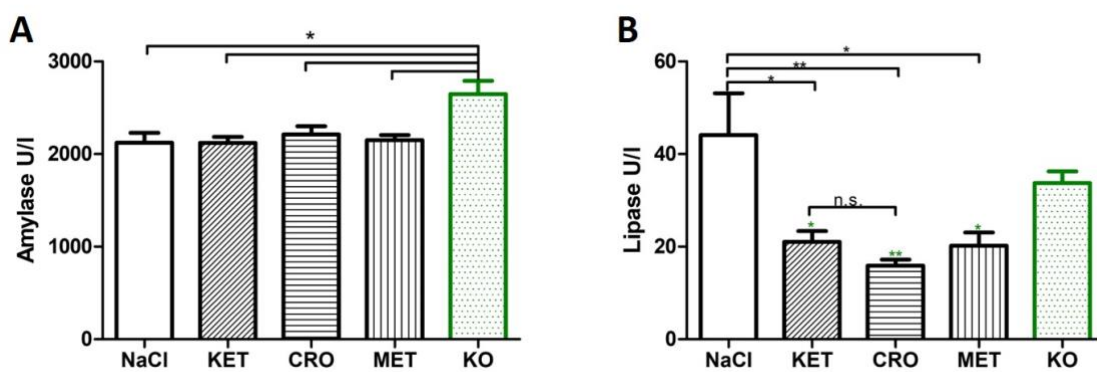 A
*
3000
2000
1000
0
Amylase U/l
NaCl KET CRO MET KO
B
*
**
*
60
40
20
0
Lipase U/l
n.s.
*
**
*
NaCl KET CRO MET KO